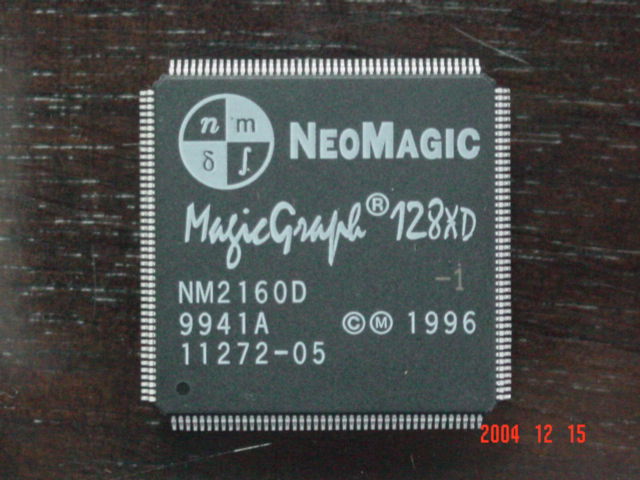 n m
δ ∫
NEOMAGIC
MagicGraph® 128XD
-1
NM2160D
9941A ©Ⓜ 1996
11272-05
2004 12 15